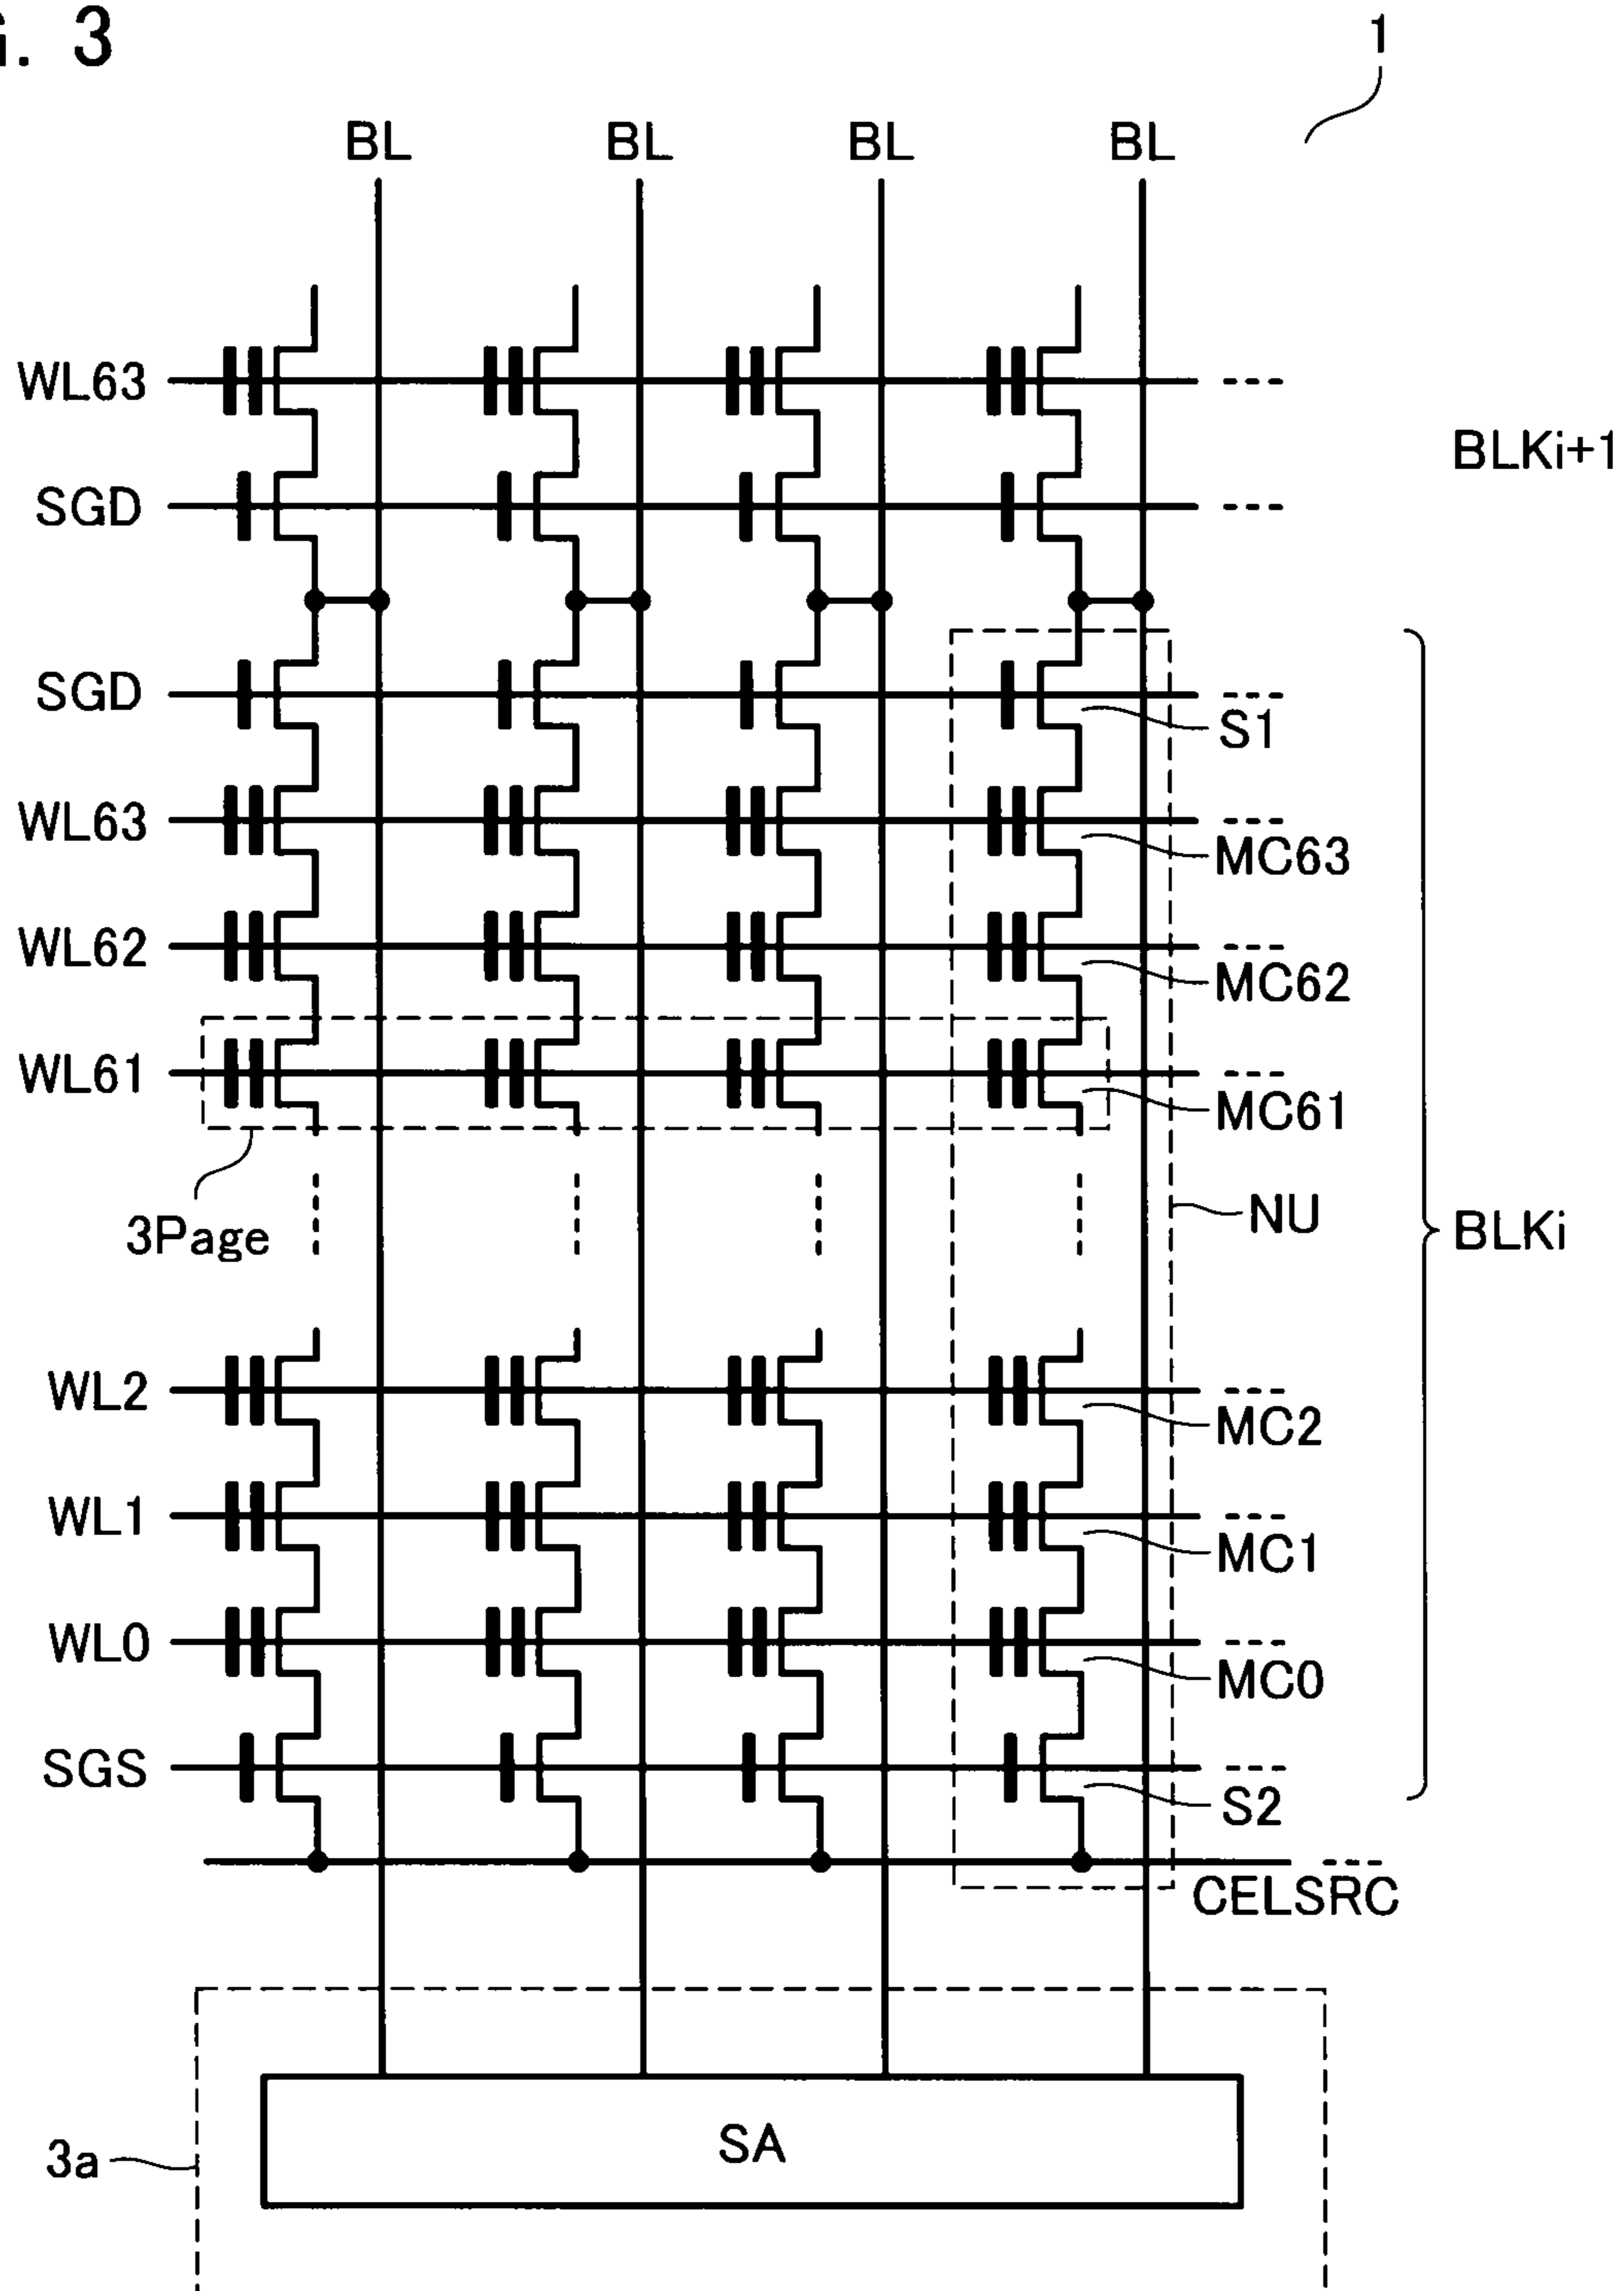 G. 3
1
BL BL BL BL
WL63
BLKi+1
SGD
SGD
S1
WL63
MC63
WL62
MC62
WL61
MC61
3Page
NU
BLKi
WL2
MC2
WL1
MC1
WL0
MC0
SGS
S2
CELSRC
SA
3a